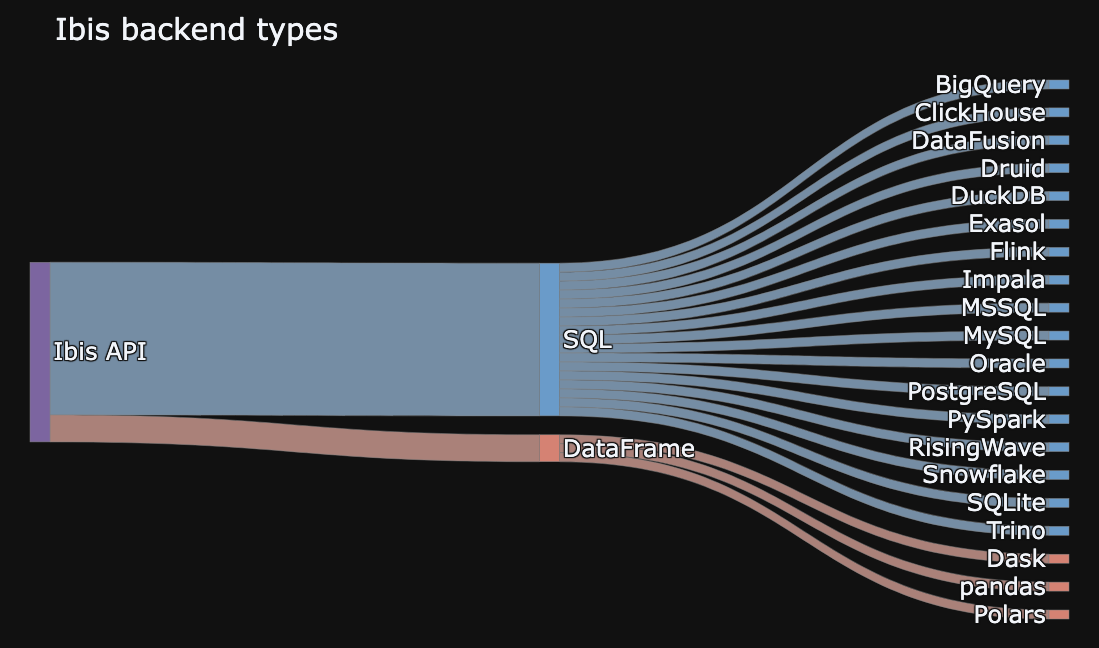 Ibis backend types
BigQuery
ClickHouse
DataFusion
Druid
DuckDB
Exasol
Flink
Impala
MSSQL
MySQL
Oracle
PostgreSQL
PySpark
RisingWave
Snowflake
SQLite
Trino
Dask
pandas
Polars
Ibis API
SQL
DataFrame